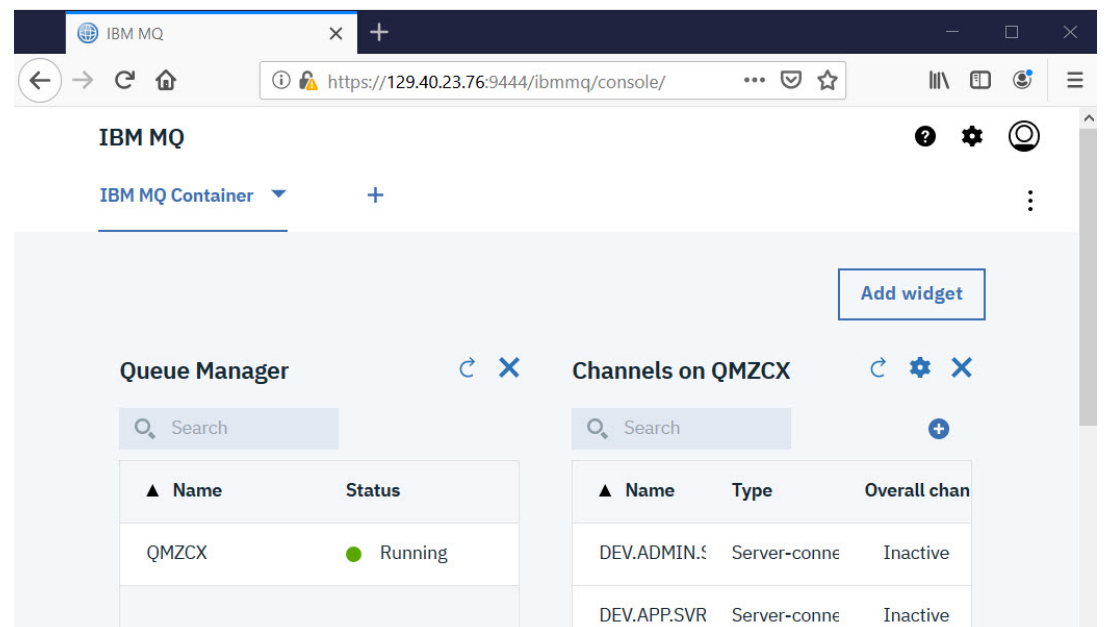 IBM MQ
https://129.40.23.76:9444/ibmmq/console/
IBM MQ
IBM MQ Container
Add widget
Queue Manager
Channels on QMZCX
Search
Search
Name Status
Name Type Overall chan
QMZCX Running
DEV.ADMIN.S Server-conne Inactive
DEV.APP.SVR Server-conne Inactive